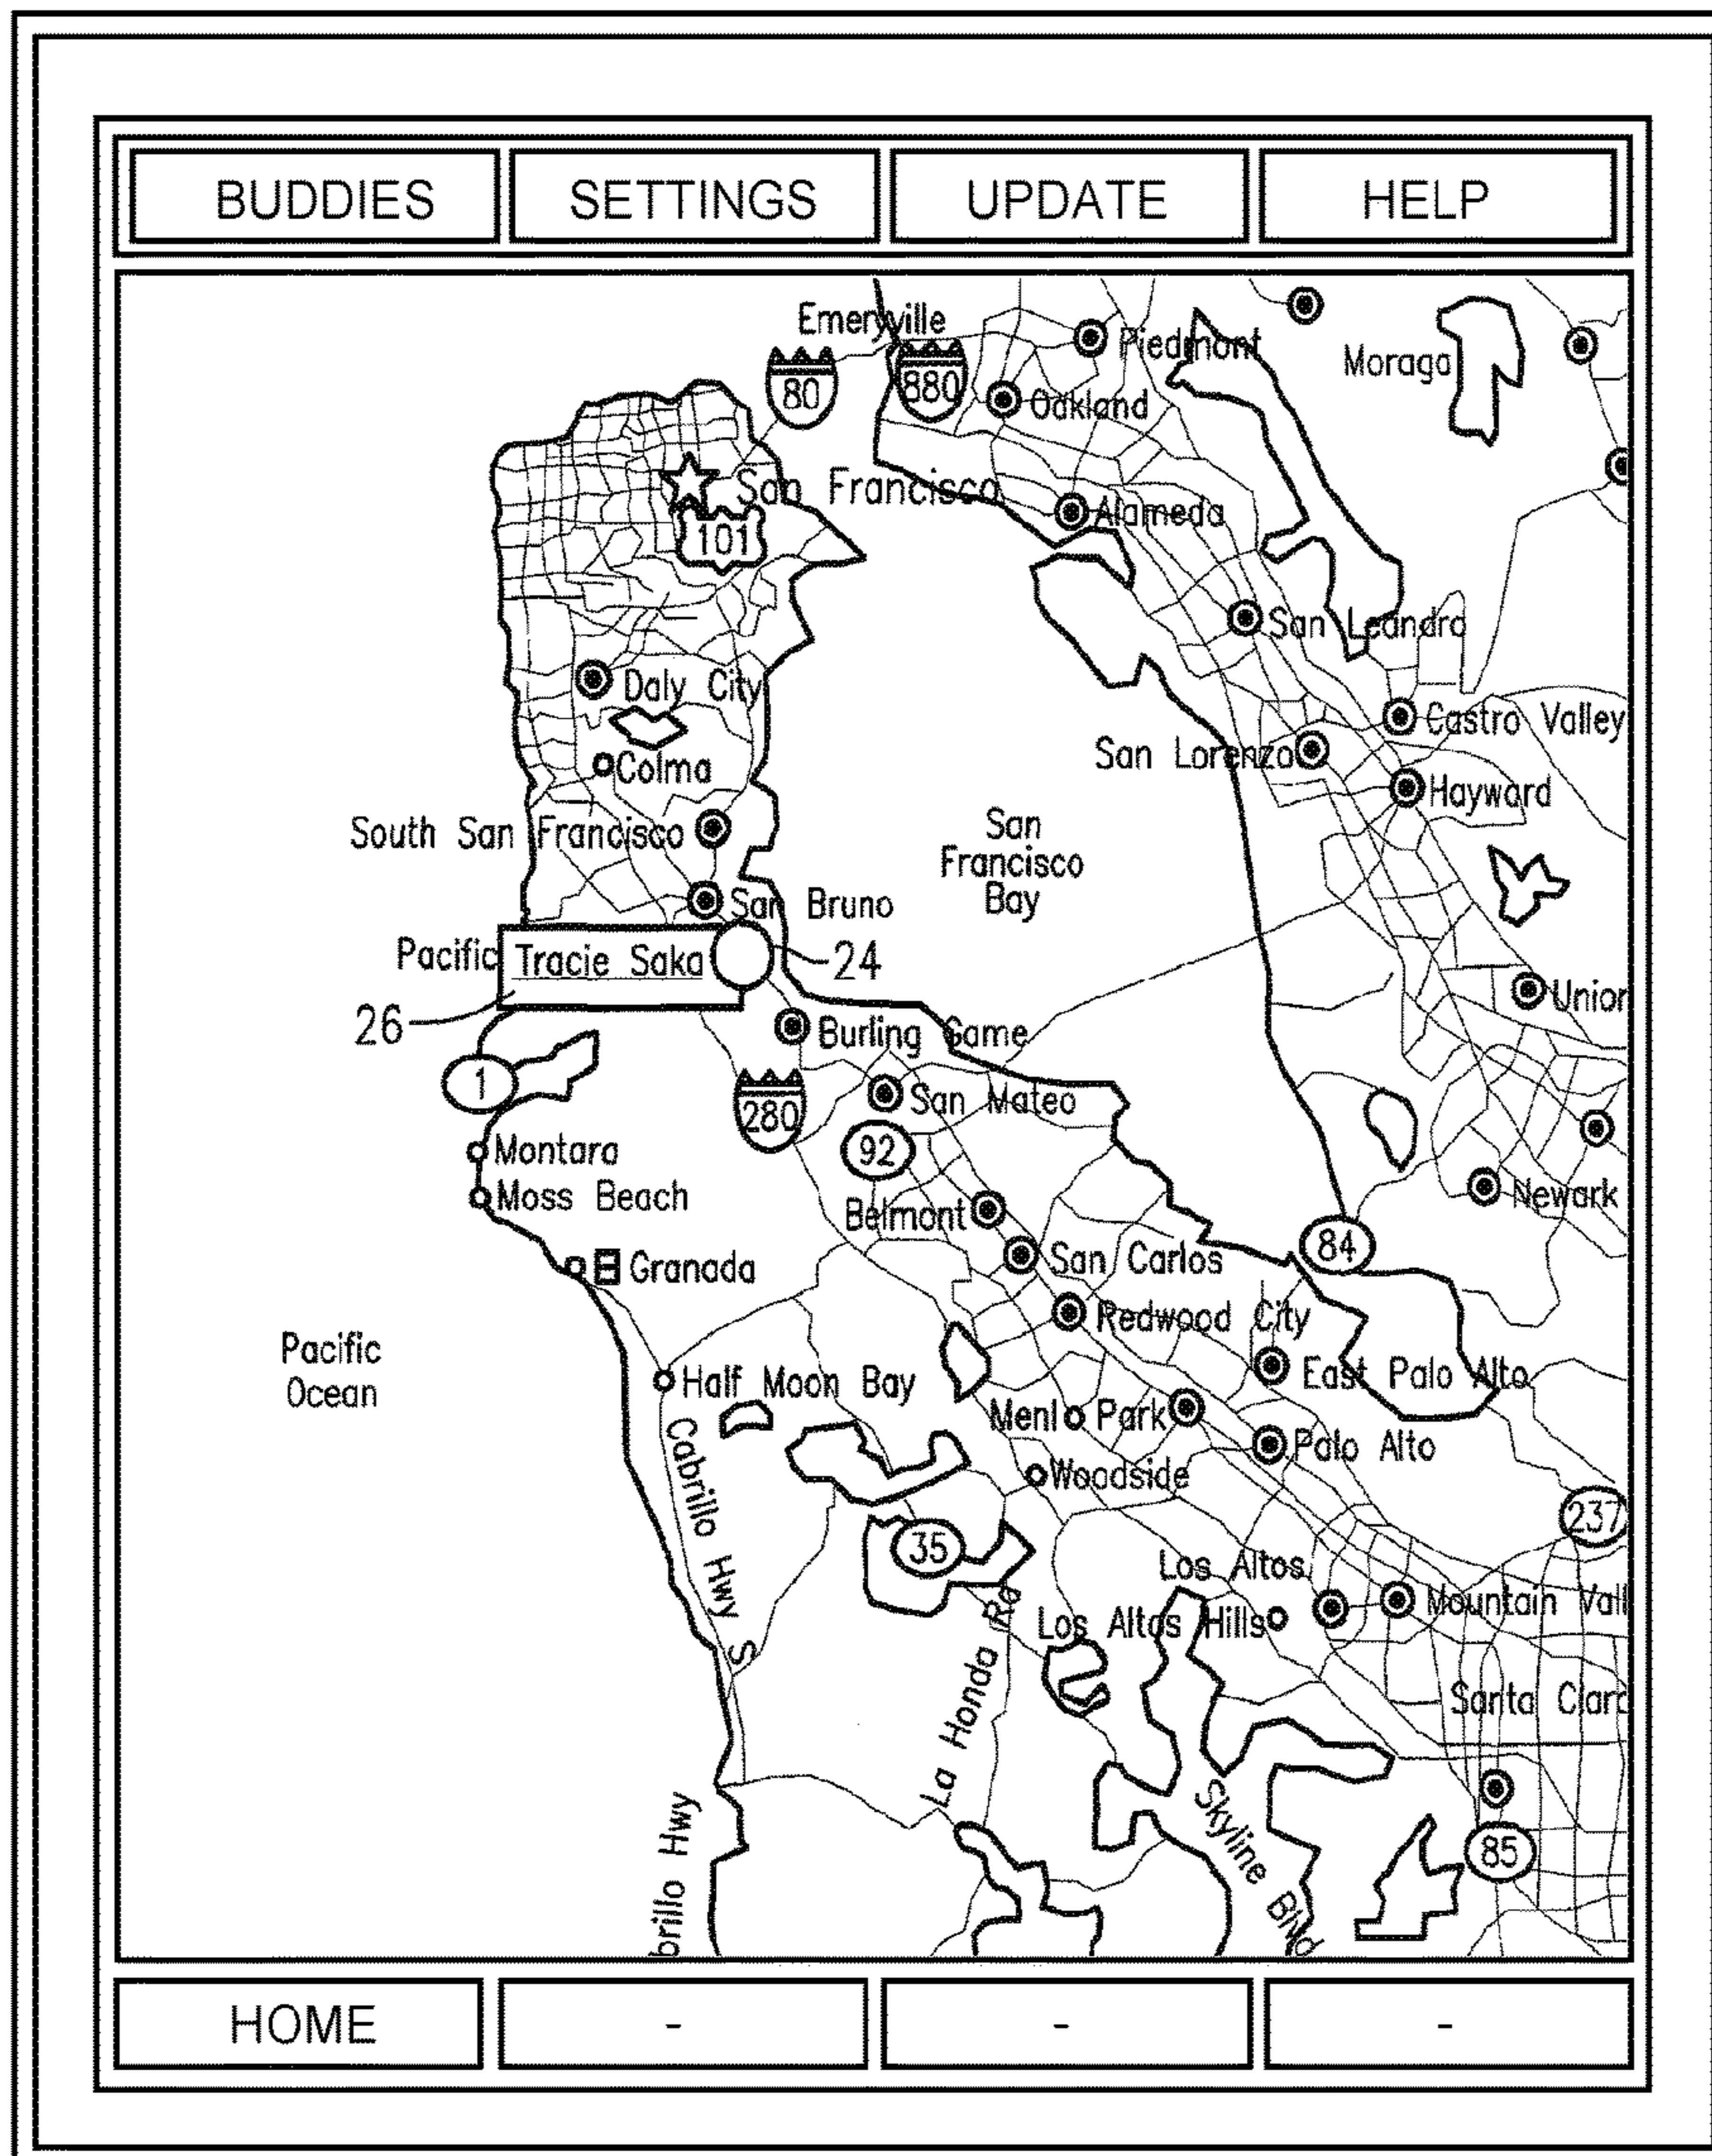 BUDDIES SETTINGS UPDATE HELP
Emeryville
Piedmont
Moraga
80
880
Oakland
San Francisco
101
Alameda
San Leandro
Daly City
Castro Valley
San Lorenzo
Colma
Hayward
South San Francisco
San
Francisco
Bay
San Bruno
Pacific
Tracie Saka
24
26
Union
Burling Game
1
280
San Mateo
92
Montara
Moss Beach
Newark
Belmont
84
San Carlos
Granada
Redwood City
Pacific
Ocean
East Palo Alto
Half Moon Bay
Menl Park
Palo Alto
Woodside
Cabrillo Hwy S
237
35
Los Altos
Mountain Vall
Los Altos Hills
La Honda Rd
Santa Clara
Skyline Blvd
85
brillo Hwy
HOME - - -